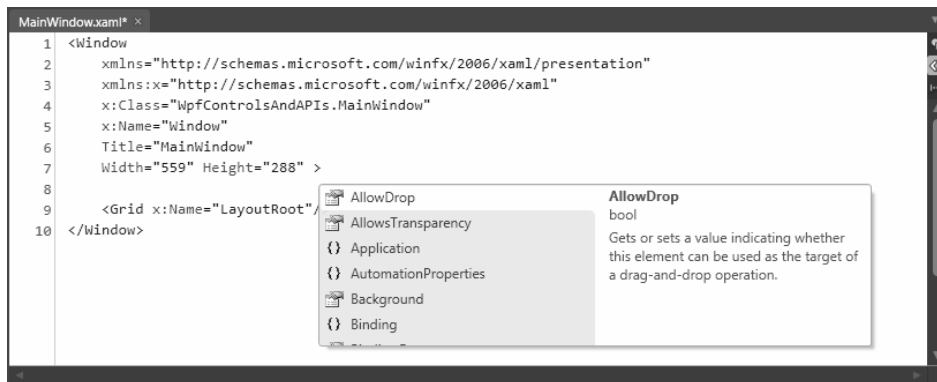 MainWindow.xaml* ×
1 <Window
2 xmlns="http://schemas.microsoft.com/winfx/2006/xaml/presentation"
3 xmlns:x="http://schemas.microsoft.com/winfx/2006/xaml"
4 x:Class="WpfControlsAndAPIs.MainWindow"
5 x:Name="Window"
6 Title="MainWindow"
7 Width="559" Height="288" >
8
9 <Grid x:Name="LayoutRoot"/
10 </Window>
AllowDrop
AllowsTransparency
{} Application
{} AutomationProperties
Background
{} Binding
AllowDrop
bool
Gets or sets a value indicating whether
this element can be used as the target of
a drag-and-drop operation.